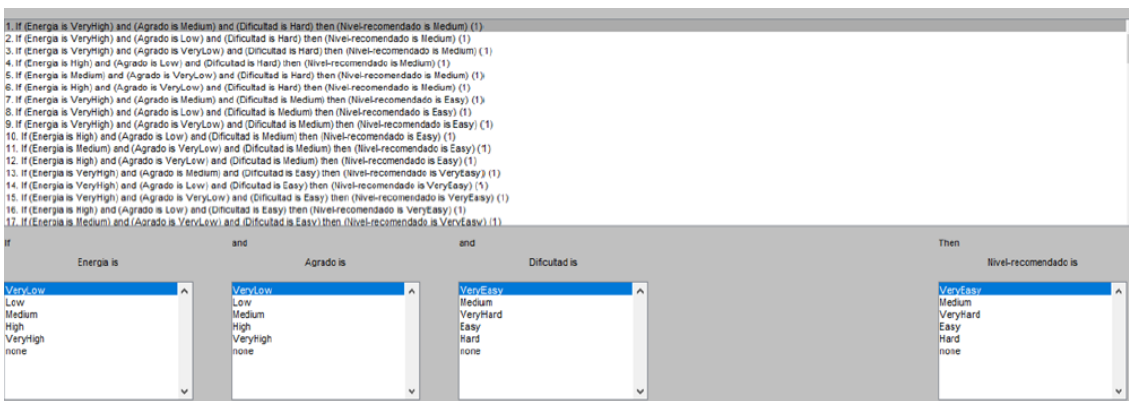 1. If (Energia is VeryHigh) and (Agrado is Medium) and (Dificultad is Hard) then (Nivel-recomendado is Medium) (1)
2. If (Energia is VeryHigh) and (Agrado is Low) and (Dificultad is Hard) then (Nivel-recomendado is Medium) (1)
3. If (Energia is VeryHigh) and (Agrado is VeryLow) and (Dificultad is Hard) then (Nivel-recomendado is Medium) (1)
4. If (Energia is High) and (Agrado is Low) and (Dificultad is Hard) then (Nivel-recomendado is Medium) (1)
5. If (Energia is Medium) and (Agrado is VeryLow) and (Dificultad is Hard) then (Nivel-recomendado is Medium) (1)
6. If (Energia is High) and (Agrado is VeryLow) and (Dificultad is Hard) then (Nivel-recomendado is Medium) (1)
7. If (Energia is VeryHigh) and (Agrado is Medium) and (Dificultad is Medium) then (Nivel-recomendado is Easy) (1)
8. If (Energia is VeryHigh) and (Agrado is Low) and (Dificultad is Medium) then (Nivel-recomendado is Easy) (1)
9. If (Energia is VeryHigh) and (Agrado is VeryLow) and (Dificultad is Medium) then (Nivel-recomendado is Easy) (1)
10. If (Energia is High) and (Agrado is Low) and (Dificultad is Medium) then (Nivel-recomendado is Easy) (1)
11. If (Energia is Medium) and (Agrado is VeryLow) and (Dificultad is Medium) then (Nivel-recomendado is Easy) (1)
12. If (Energia is High) and (Agrado is VeryLow) and (Dificultad is Medium) then (Nivel-recomendado is Easy) (1)
13. If (Energia is VeryHigh) and (Agrado is Medium) and (Dificultad is Easy) then (Nivel-recomendado is VeryEasy) (1)
14. If (Energia is VeryHigh) and (Agrado is Low) and (Dificultad is Easy) then (Nivel-recomendado is VeryEasy) (1)
15. If (Energia is VeryHigh) and (Agrado is VeryLow) and (Dificultad is Easy) then (Nivel-recomendado is VeryEasy) (1)
16. If (Energia is High) and (Agrado is Low) and (Dificultad is Easy) then (Nivel-recomendado is VeryEasy) (1)
17. If (Energia is Medium) and (Agrado is VeryLow) and (Dificultad is Easy) then (Nivel-recomendado is VeryEasy) (1)
If and and Then
Energia is Agrado is Dificultad is Nivel-recomendado is
VeryLow VeryLow VeryEasy VeryEasy
Low Low Medium Medium
Medium Medium VeryHard VeryHard
High High Easy Easy
VeryHigh VeryHigh Hard Hard
none none none none